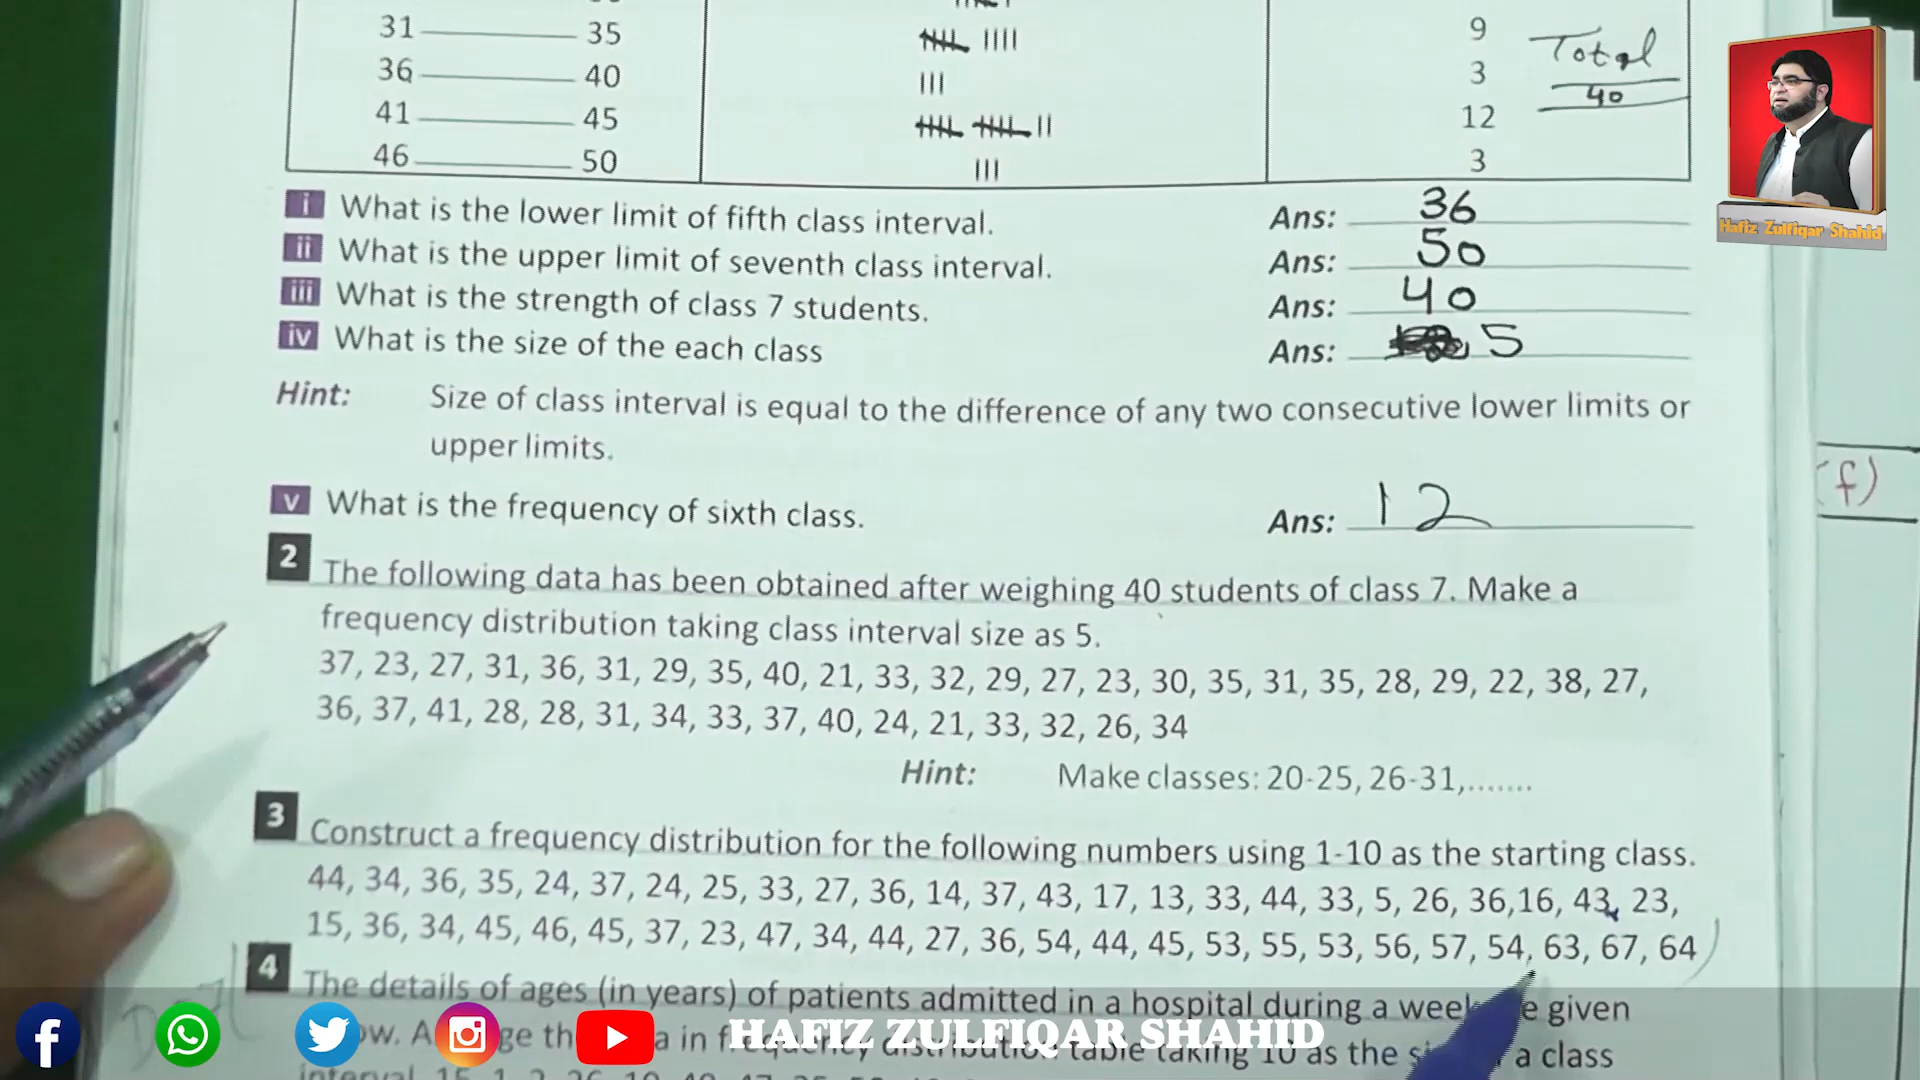 31 35 9
Total
36 40 3
40
41 45 12
46 50 3
Hafiz Zulfiqar Shahid
i What is the lower limit of fifth class interval. Ans: 36
ii What is the upper limit of seventh class interval. Ans: 50
iii What is the strength of class 7 students. Ans: 40
iv What is the size of the each class Ans: 5
Hint: Size of class interval is equal to the difference of any two consecutive lower limits or
upper limits.
(f)
v What is the frequency of sixth class. Ans: 12
2 The following data has been obtained after weighing 40 students of class 7. Make a
frequency distribution taking class interval size as 5.
37, 23, 27, 31, 36, 31, 29, 35, 40, 21, 33, 32, 29, 27, 23, 30, 35, 31, 35, 28, 29, 22, 38, 27,
36, 37, 41, 28, 28, 31, 34, 33, 37, 40, 24, 21, 33, 32, 26, 34
Hint: Make classes: 20-25, 26-31,.......
3 Construct a frequency distribution for the following numbers using 1-10 as the starting class.
44, 34, 36, 35, 24, 37, 24, 25, 33, 27, 36, 14, 37, 43, 17, 13, 33, 44, 33, 5, 26, 36,16, 43, 23,
15, 36, 34, 45, 46, 45, 37, 23, 47, 34, 44, 27, 36, 54, 44, 45, 53, 55, 53, 56, 57, 54, 63, 67, 64
4 The details of ages (in years) of patients admitted in a hospital during a week given
in frequency distribution table taking 10 as the a class
HAFIZ ZULFIQAR SHAHID